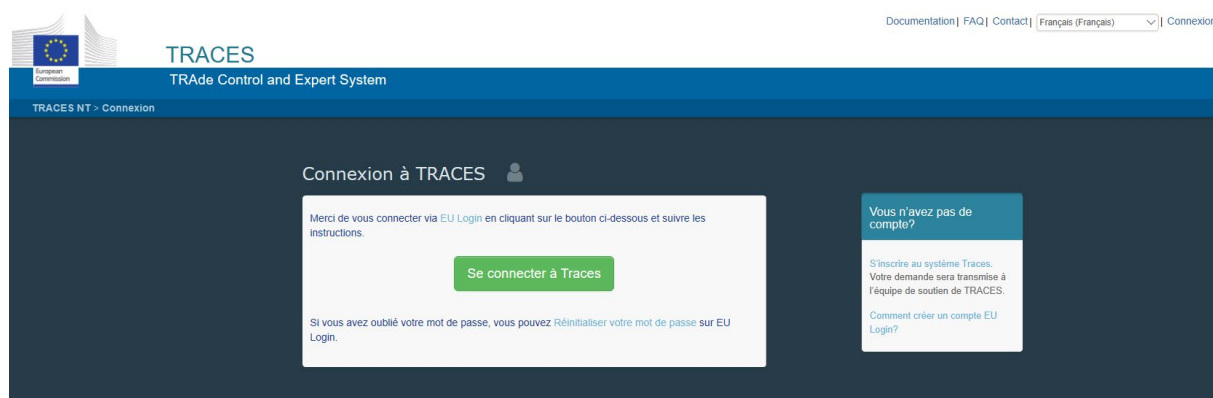 Documentation | FAQ | Contact | Français (Français) | Connexion
European
Commission
TRACES
TRAde Control and Expert System
TRACES NT > Connexion
Connexion à TRACES
Merci de vous connecter via EU Login en cliquant sur le bouton ci-dessous et suivre les
instructions.
Se connecter à Traces
Si vous avez oublié votre mot de passe, vous pouvez Réinitialiser votre mot de passe sur EU
Login.
Vous n'avez pas de
compte?
S'inscrire au système Traces.
Votre demande sera transmise à
l'équipe de soutien de TRACES.
Comment créer un compte EU
Login?